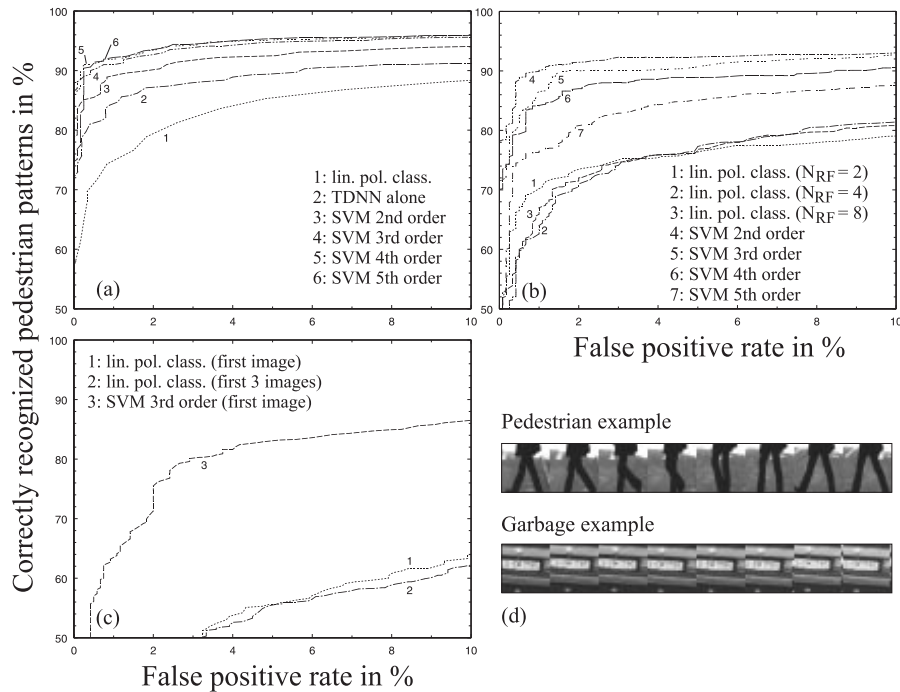 Correctly recognized pedestrian patterns in %
100
90
80
70
60
50
0
2
4
6
8
10
5
6
4
3
2
1
1: lin. pol. class.
2: TDNN alone
3: SVM 2nd order
4: SVM 3rd order
5: SVM 4th order
6: SVM 5th order
(a)
100
90
80
70
60
50
0
2
4
6
8
10
4
5
6
7
1
3
2
1: lin. pol. class. (N_RF = 2)
2: lin. pol. class. (N_RF = 4)
3: lin. pol. class. (N_RF = 8)
4: SVM 2nd order
5: SVM 3rd order
6: SVM 4th order
7: SVM 5th order
(b)
False positive rate in %
100
90
80
70
60
50
0
2
4
6
8
10
1: lin. pol. class. (first image)
2: lin. pol. class. (first 3 images)
3: SVM 3rd order (first image)
3
1
2
(c)
False positive rate in %
Pedestrian example
Garbage example
(d)